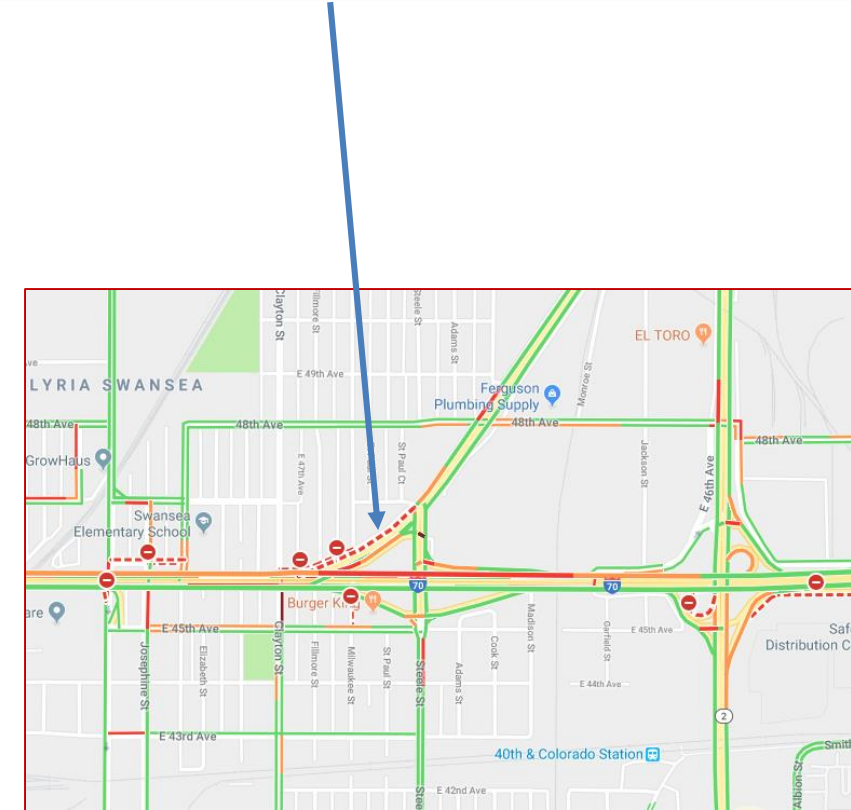 Clayton St
Fillmore St
Steele St
Adams St
EL TORO
LYRIA SWANSEA
E 49th Ave
Monroe St
Ferguson
Plumbing Supply
48th Ave
48th Ave
48th Ave
48th Ave
GrowHaus
E 47th Ave
St Paul Ct
Jackson St
E 46th Ave
Swansea
Elementary School
70
70
Burger King
are
E 45th Ave
Clayton St
Madison St
Garfield St
E 45th Ave
Josephine St
Elizabeth St
Fillmore St
Milwaukee St
St Paul St
Steele St
Adams St
Cook St
Distribution C
E 44th Ave
2
E 43rd Ave
40th & Colorado Station
Smith
Albion St
E 42nd Ave
Stee